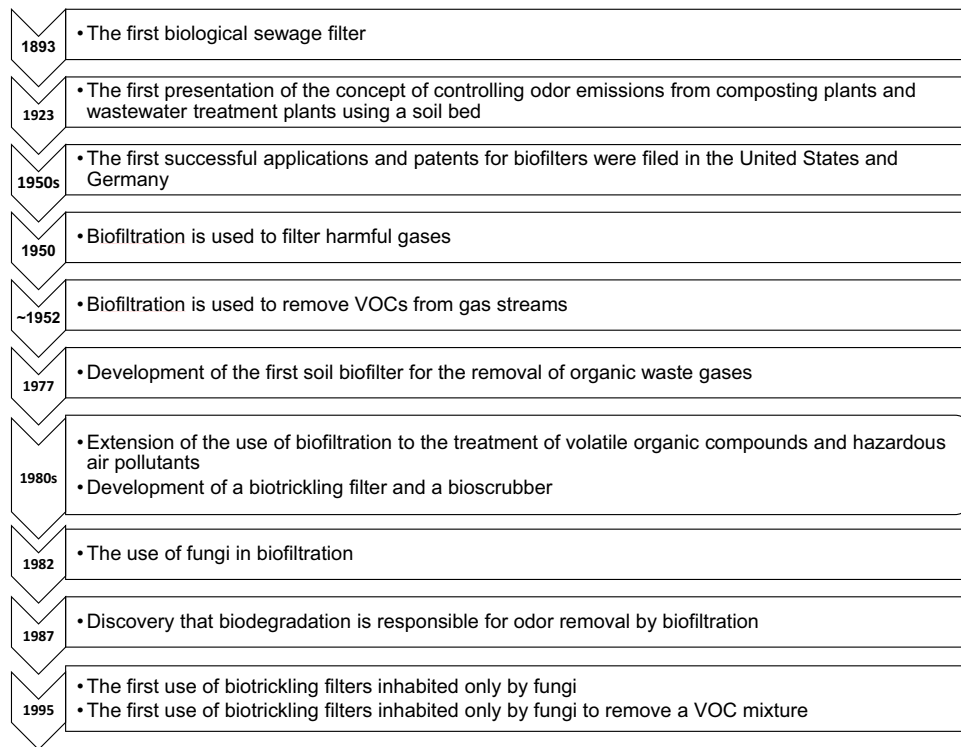 1893
• The first biological sewage filter
1923
• The first presentation of the concept of controlling odor emissions from composting plants and
wastewater treatment plants using a soil bed
1950s
• The first successful applications and patents for biofilters were filed in the United States and
Germany
1950
• Biofiltration is used to filter harmful gases
~1952
• Biofiltration is used to remove VOCs from gas streams
1977
• Development of the first soil biofilter for the removal of organic waste gases
1980s
• Extension of the use of biofiltration to the treatment of volatile organic compounds and hazardous
air pollutants
• Development of a biotrickling filter and a bioscrubber
1982
• The use of fungi in biofiltration
1987
• Discovery that biodegradation is responsible for odor removal by biofiltration
1995
• The first use of biotrickling filters inhabited only by fungi
• The first use of biotrickling filters inhabited only by fungi to remove a VOC mixture